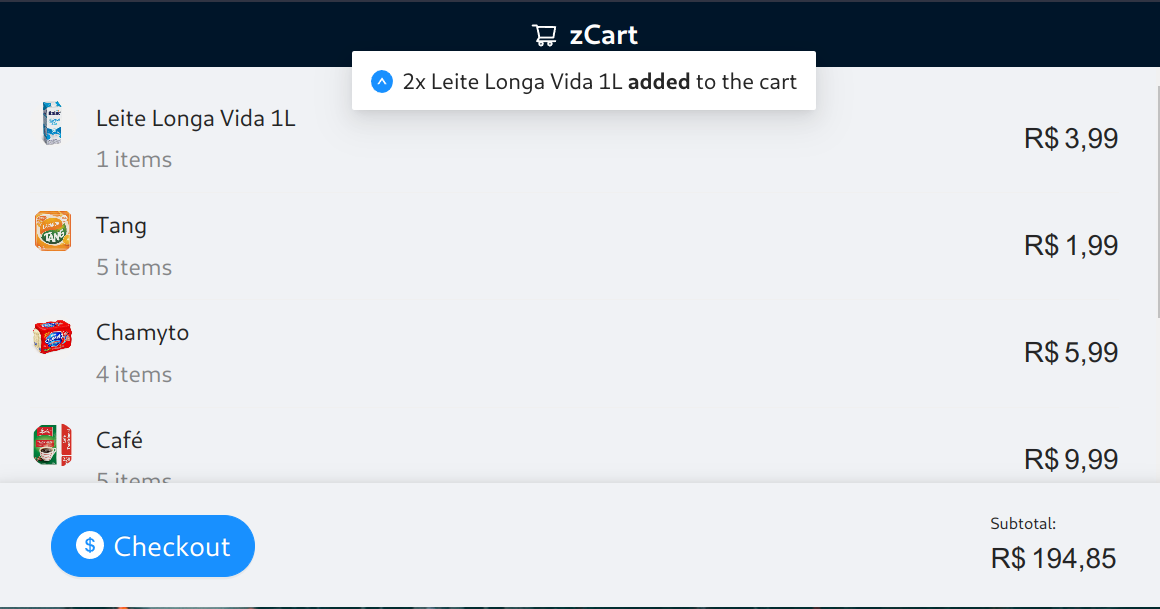 zCart
2x Leite Longa Vida 1L added to the cart
Leite Longa Vida 1L
1 items
R$ 3,99
Tang
5 items
R$ 1,99
TANG
Chamyto
4 items
R$ 5,99
Café
5 items
R$ 9,99
$ Checkout
Subtotal:
R$ 194,85